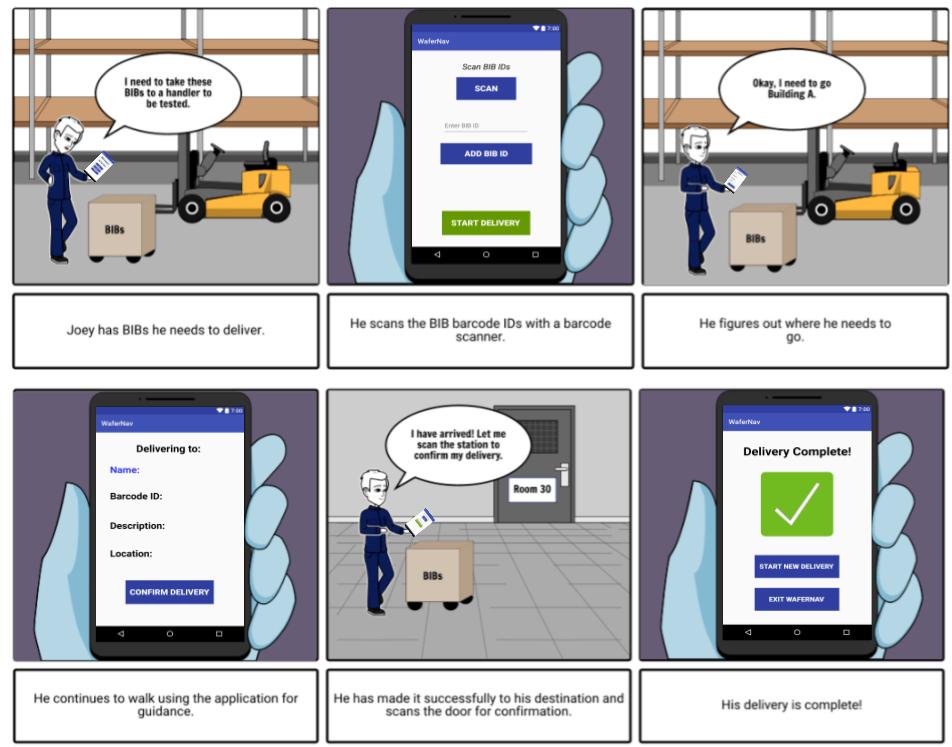 I need to take these
BIBs to a handler to
be tested.
BIBs
Joey has BIBs he needs to deliver.
7:00
WaferNav
Scan BIB IDs
SCAN
Enter BIB ID
ADD BIB ID
START DELIVERY
He scans the BIB barcode IDs with a barcode
scanner.
Okay, I need to go
Building A.
BIBs
He figures out where he needs to
go.
7:00
WaferNav
Delivering to:
Name:
Barcode ID:
Description:
Location:
CONFIRM DELIVERY
He continues to walk using the application for
guidance.
I have arrived! Let me
scan the station to
confirm my delivery.
Room 30
BIBs
He has made it successfully to his destination and
scans the door for confirmation.
7:00
WaferNav
Delivery Complete!
START NEW DELIVERY
EXIT WAFERNAV
His delivery is complete!